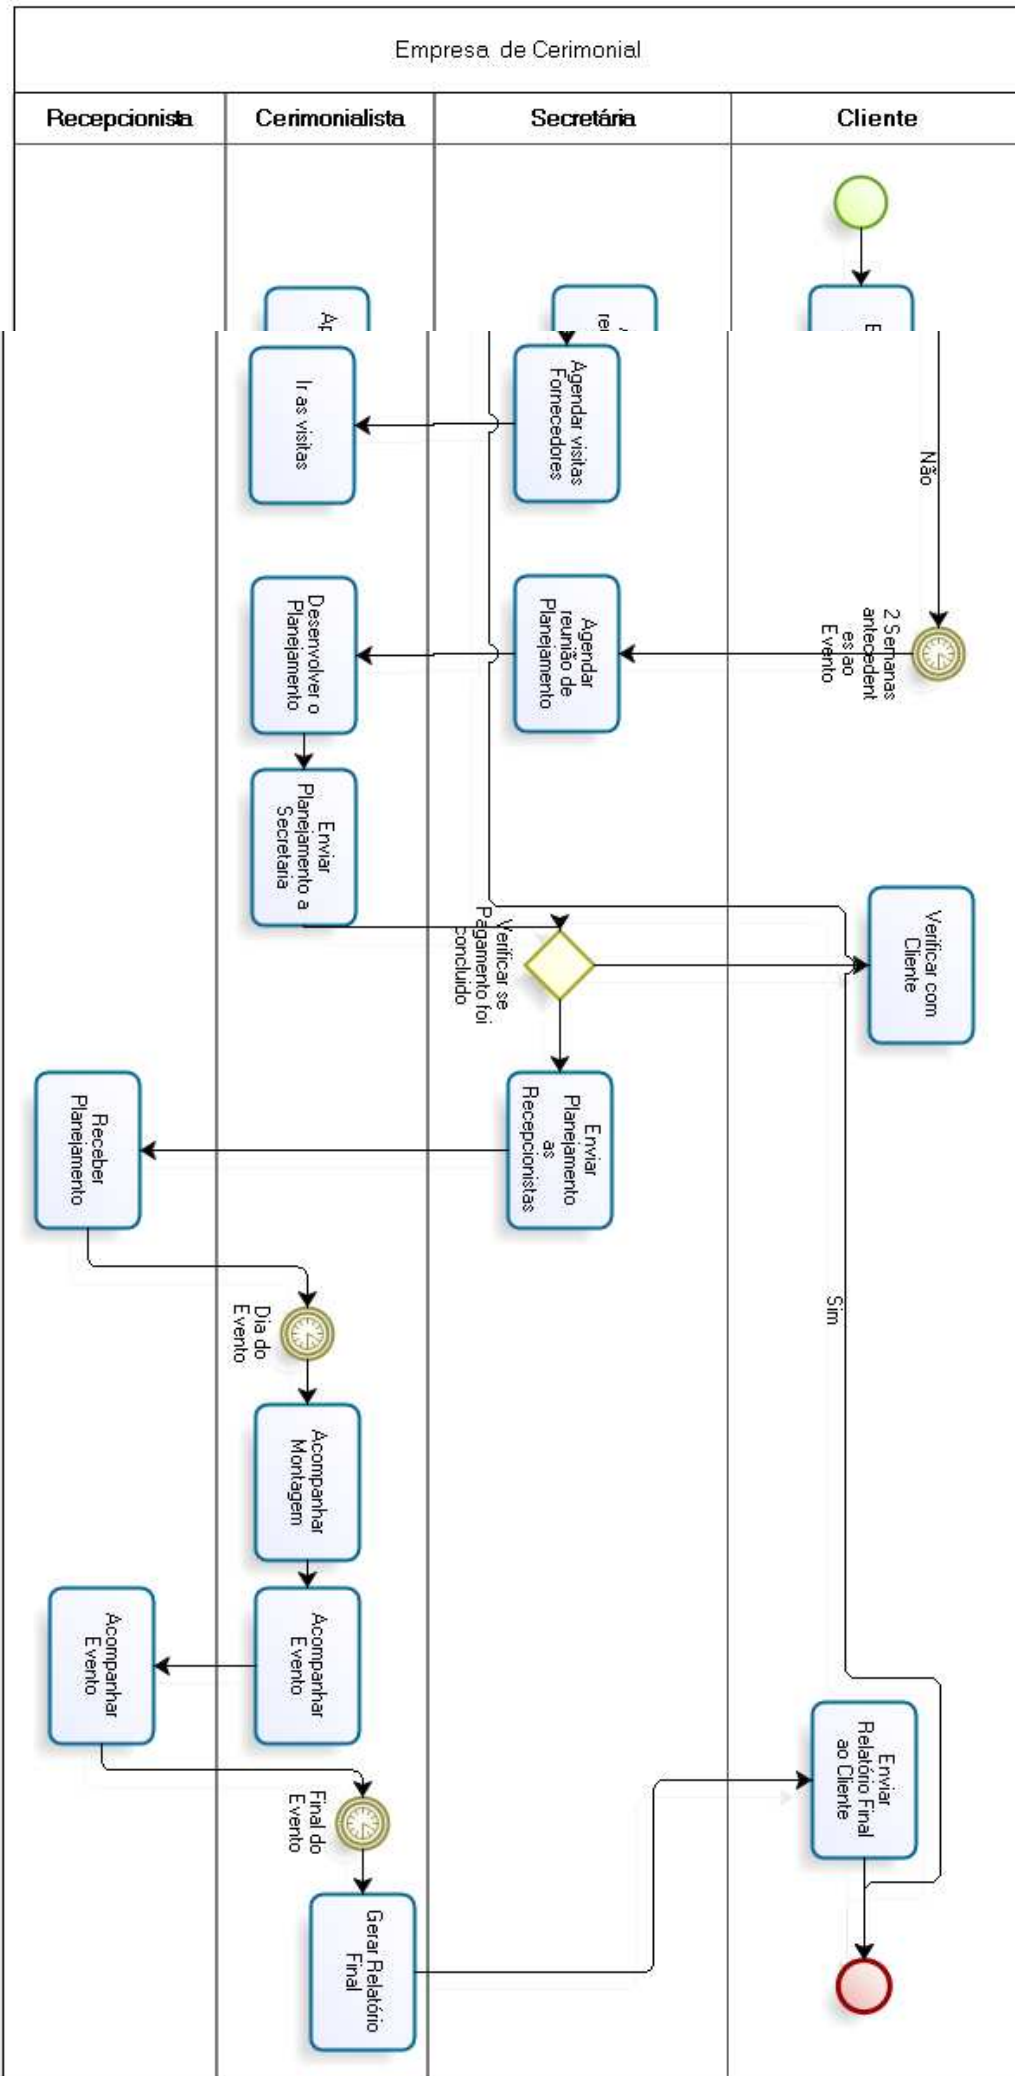 Empresa de Cerimonial
Recepcionista
Cerimonialista
Secretária
Cliente
Ir as visitas
Agendar visitas
Fornecedores
Não
Desenvolver o
Planejamento
Agendar
reunião de
Planejamento
2 Semanas
antecedent
es ao
Evento
Enviar
Planejamento a
Secretaria
Verificar se
Pagamento foi
concluido
Verificar com
Cliente
Enviar
Planejamento
as
Recepcionistas
Receber
Planejamento
Sim
Dia do
Evento
Acompanhar
Montagem
Acompanhar
Evento
Acompanhar
Evento
Enviar
Relatório Final
ao Cliente
Final do
Evento
Gerar Relatório
Final